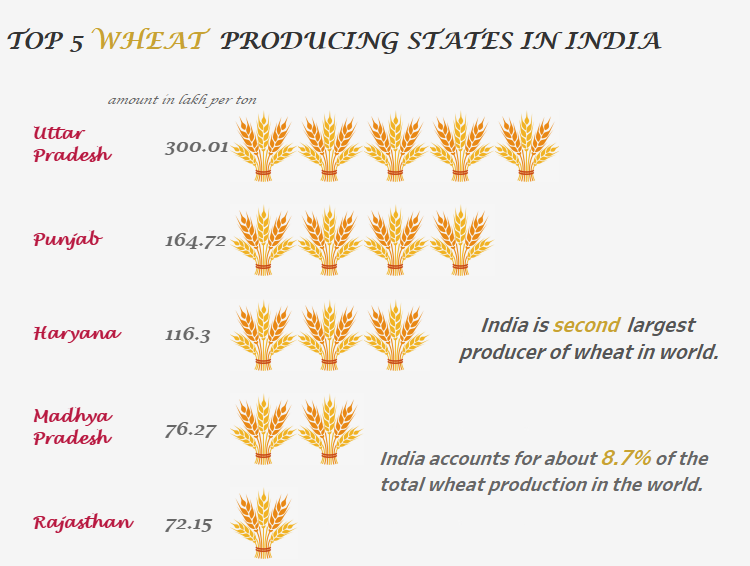 TOP 5 WHEAT PRODUCING STATES IN INDIA
amount in lakh per ton
Uttar
Pradesh
300.01
Punjab
164.72
Haryana
116.3
India is second largest
producer of wheat in world.
Madhya
Pradesh
76.27
India accounts for about 8.7% of the
total wheat production in the world.
Rajasthan
72.15